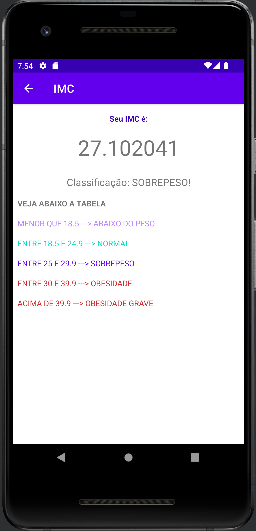 7:54
IMC
Seu IMC é:
27.102041
Classificação: SOBREPESO!
VEJA ABAIXO A TABELA
MENOR QUE 18.5 ---> ABAIXO DO PESO
ENTRE 18.5 E 24.9 ---> NORMAL
ENTRE 25 E 29.9 ---> SOBREPESO
ENTRE 30 E 39.9 ---> OBESIDADE
ACIMA DE 39.9 ---> OBESIDADE GRAVE